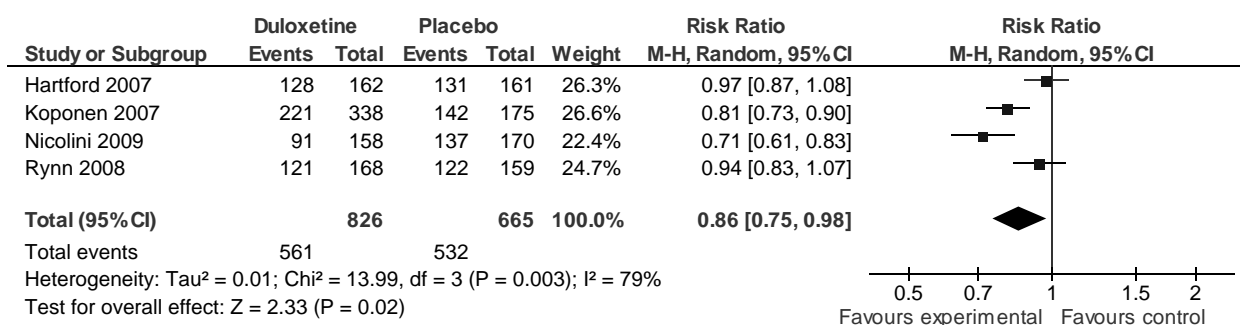 Duloxetine Placebo Risk Ratio Risk Ratio
Study or Subgroup Events Total Events Total Weight M-H, Random, 95%CI M-H, Random, 95%CI
Hartford 2007 128 162 131 161 26.3% 0.97 [0.87, 1.08]
Koponen 2007 221 338 142 175 26.6% 0.81 [0.73, 0.90]
Nicolini 2009 91 158 137 170 22.4% 0.71 [0.61, 0.83]
Rynn 2008 121 168 122 159 24.7% 0.94 [0.83, 1.07]
Total (95%CI) 826 665 100.0% 0.86 [0.75, 0.98]
Total events 561 532
Heterogeneity: Tau² = 0.01; Chi² = 13.99, df = 3 (P = 0.003); I² = 79%
Test for overall effect: Z = 2.33 (P = 0.02)
0.5 0.7 1 1.5 2
Favours experimental Favours control